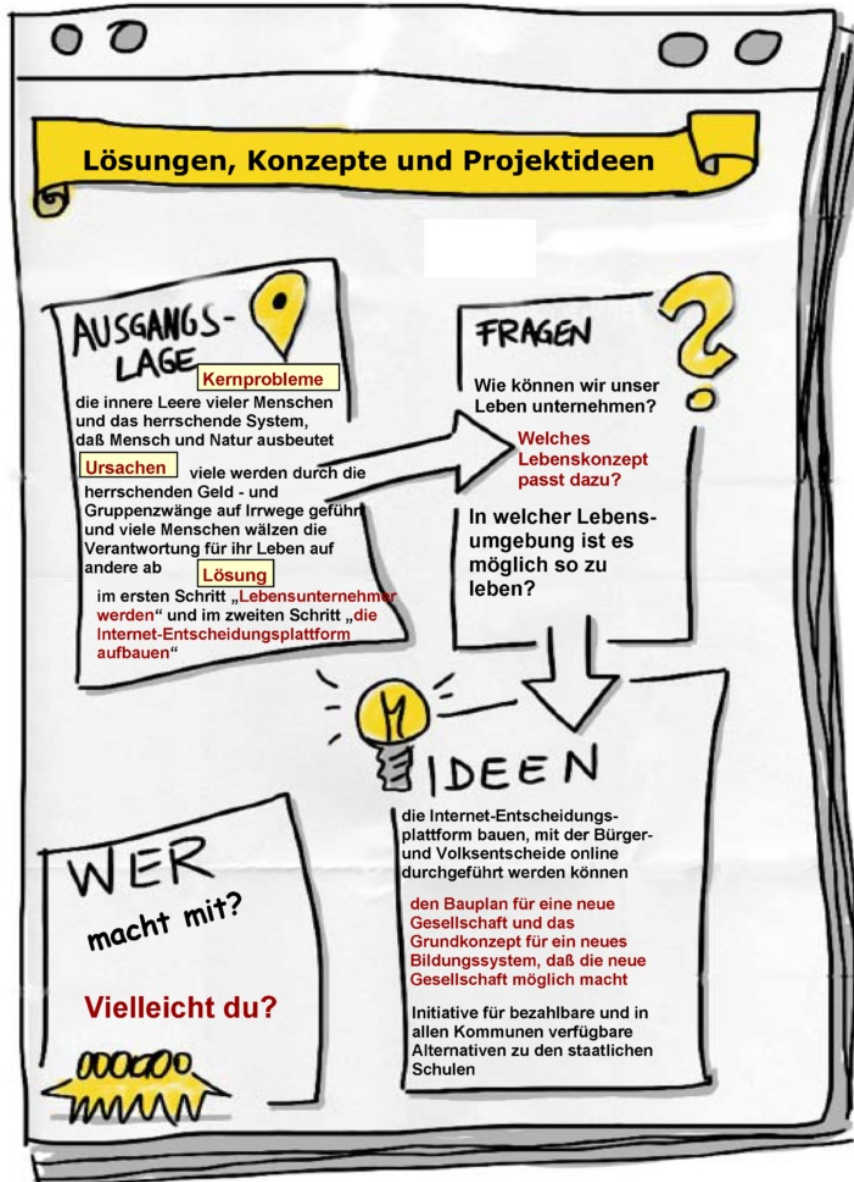 Lösungen, Konzepte und Projektideen
AUSGANGS-
LAGE
Kernprobleme
die innere Leere vieler Menschen
und das herrschende System,
daß Mensch und Natur ausbeutet
Ursachen viele werden durch die
herrschenden Geld - und
Gruppenzwänge auf Irrwege geführt
und viele Menschen wälzen die
Verantwortung für ihr Leben auf
andere ab
Lösung
im ersten Schritt „Lebensunternehmer
werden“ und im zweiten Schritt „die
Internet-Entscheidungsplattform
aufbauen“
FRAGEN ?
Wie können wir unser
Leben unternehmen?
Welches
Lebenskonzept
passt dazu?
In welcher Lebens-
umgebung ist es
möglich so zu
leben?
IDEEN
die Internet-Entscheidungs-
plattform bauen, mit der Bürger-
und Volksentscheide online
durchgeführt werden können
den Bauplan für eine neue
Gesellschaft und das
Grundkonzept für ein neues
Bildungssystem, daß die neue
Gesellschaft möglich macht
Initiative für bezahlbare und in
allen Kommunen verfügbare
Alternativen zu den staatlichen
Schulen
WER
macht mit?
Vielleicht du?